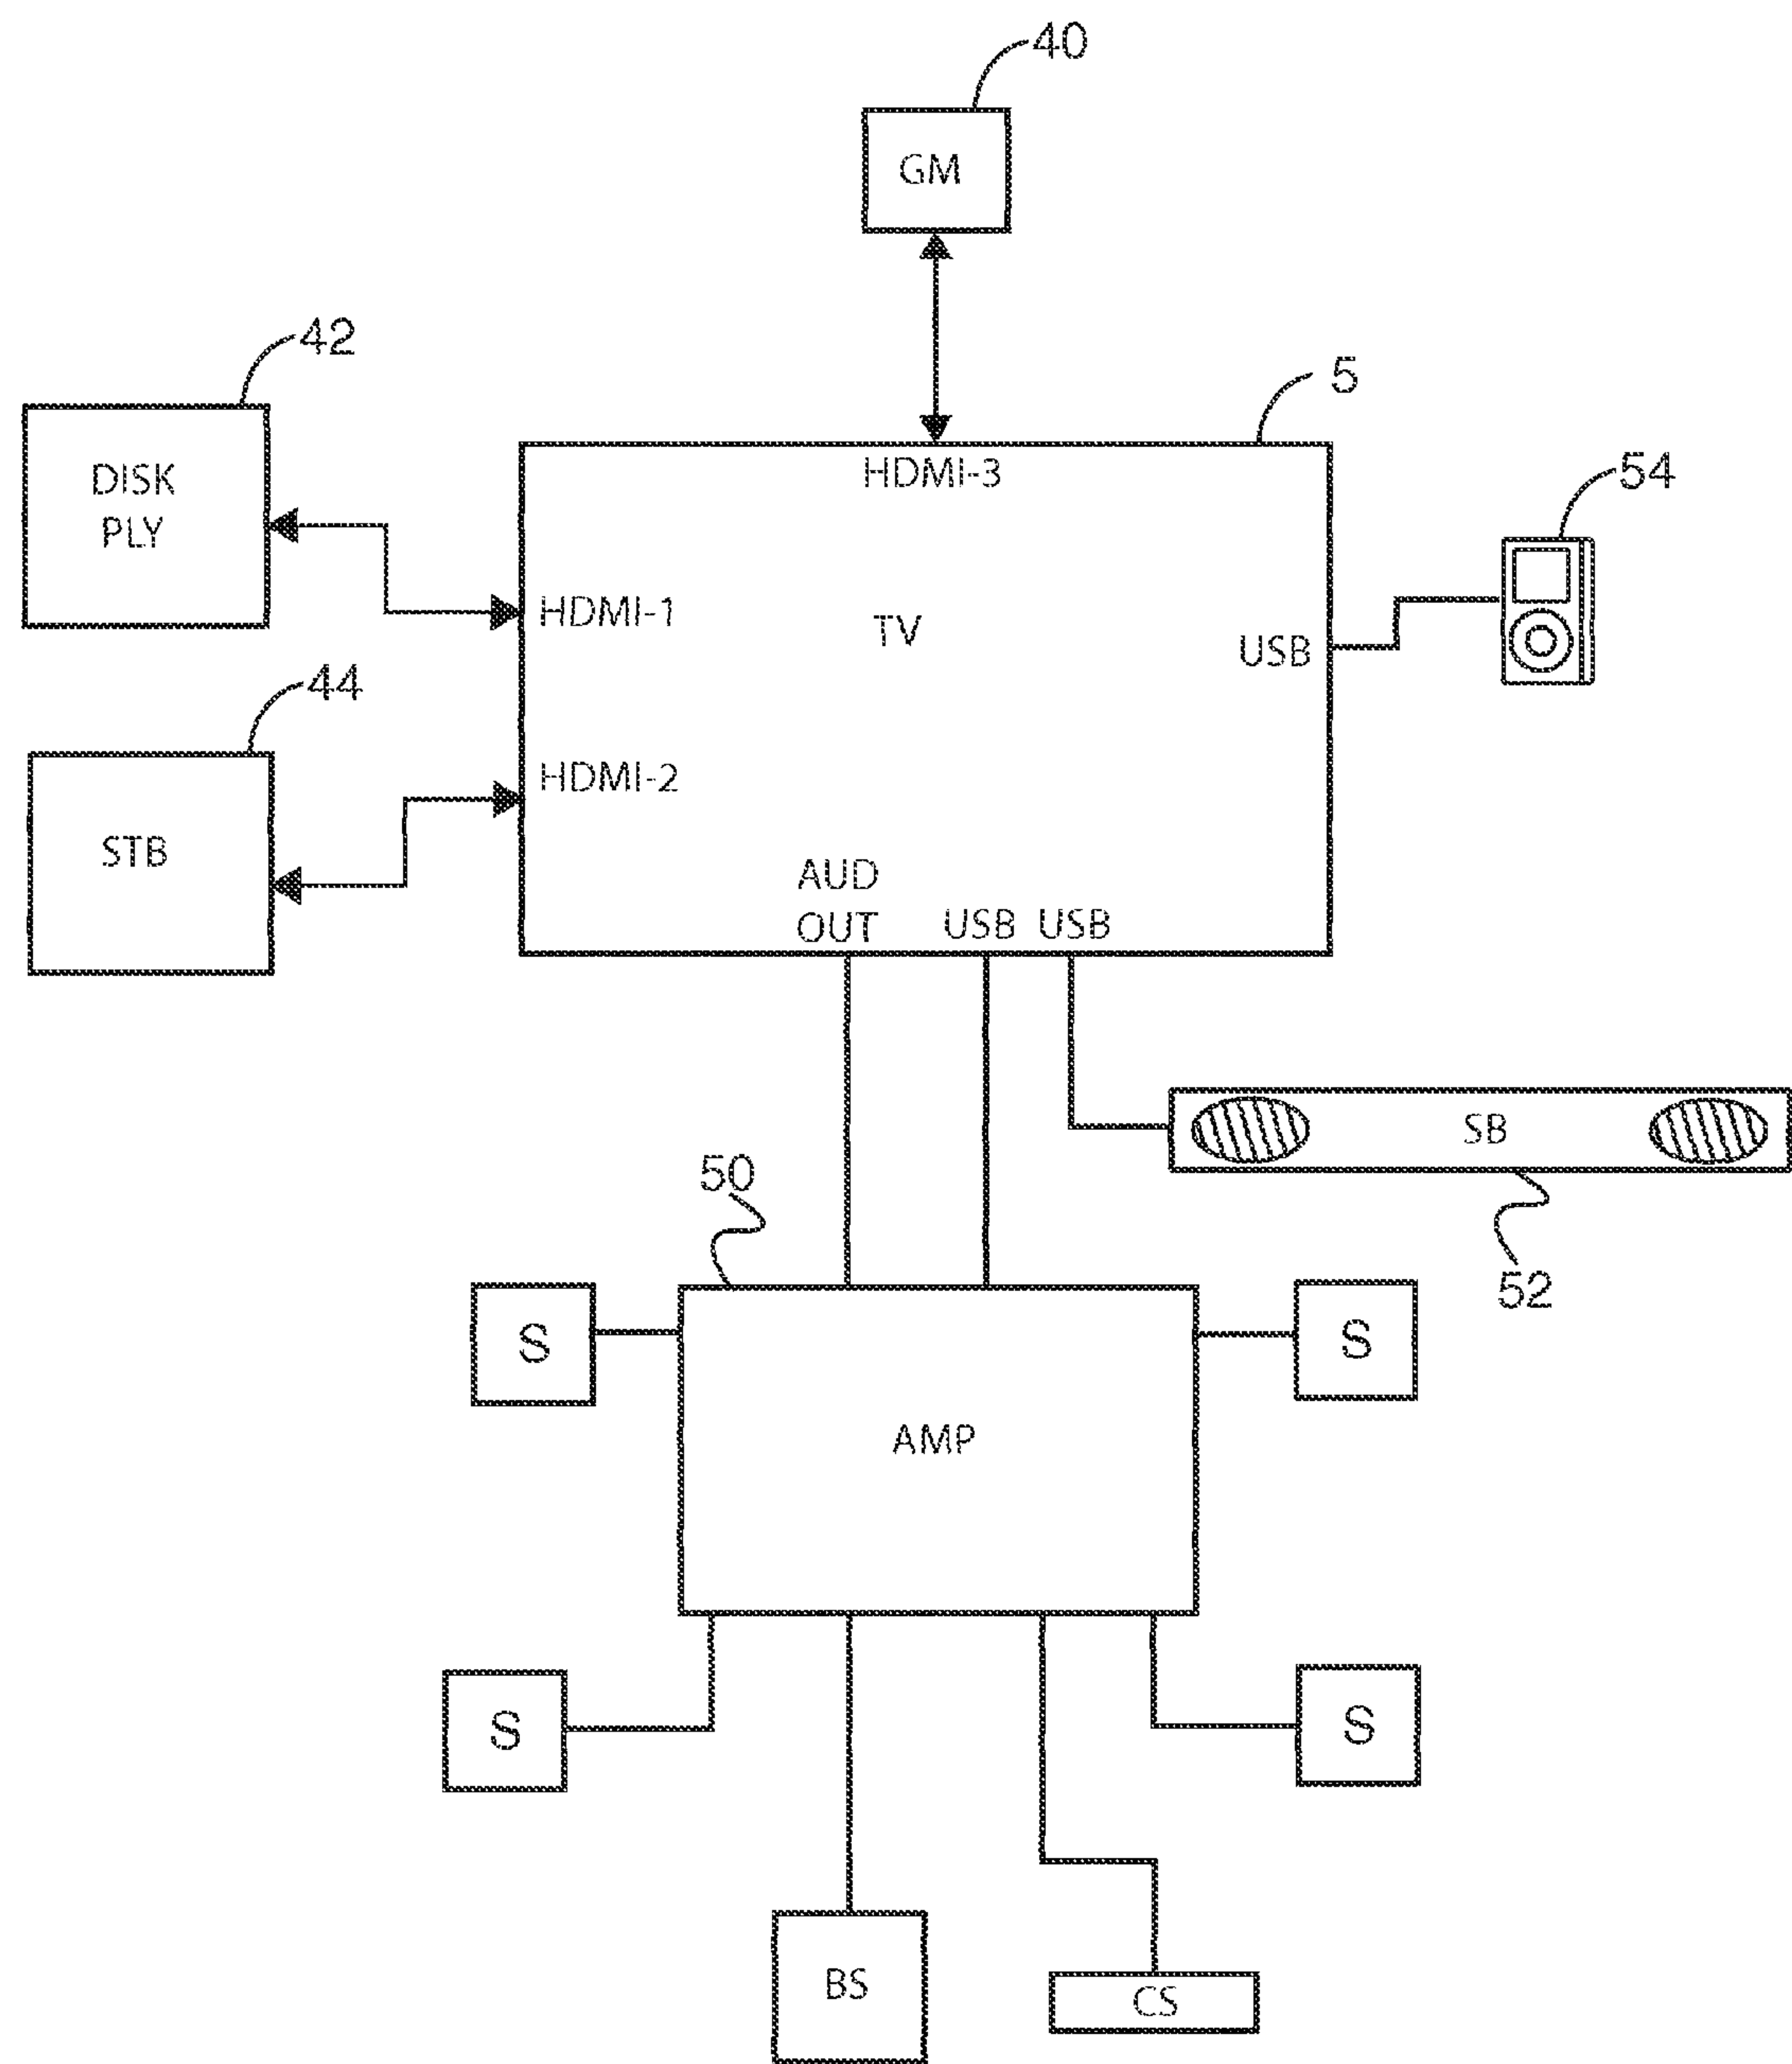 40
GM
42
5
DISK
PLY
HDMI-3
54
HDMI-1
TV
USB
44
HDMI-2
STB
AUD
OUT
USB
USB
SB
50
52
S
S
AMP
S
S
BS
CS